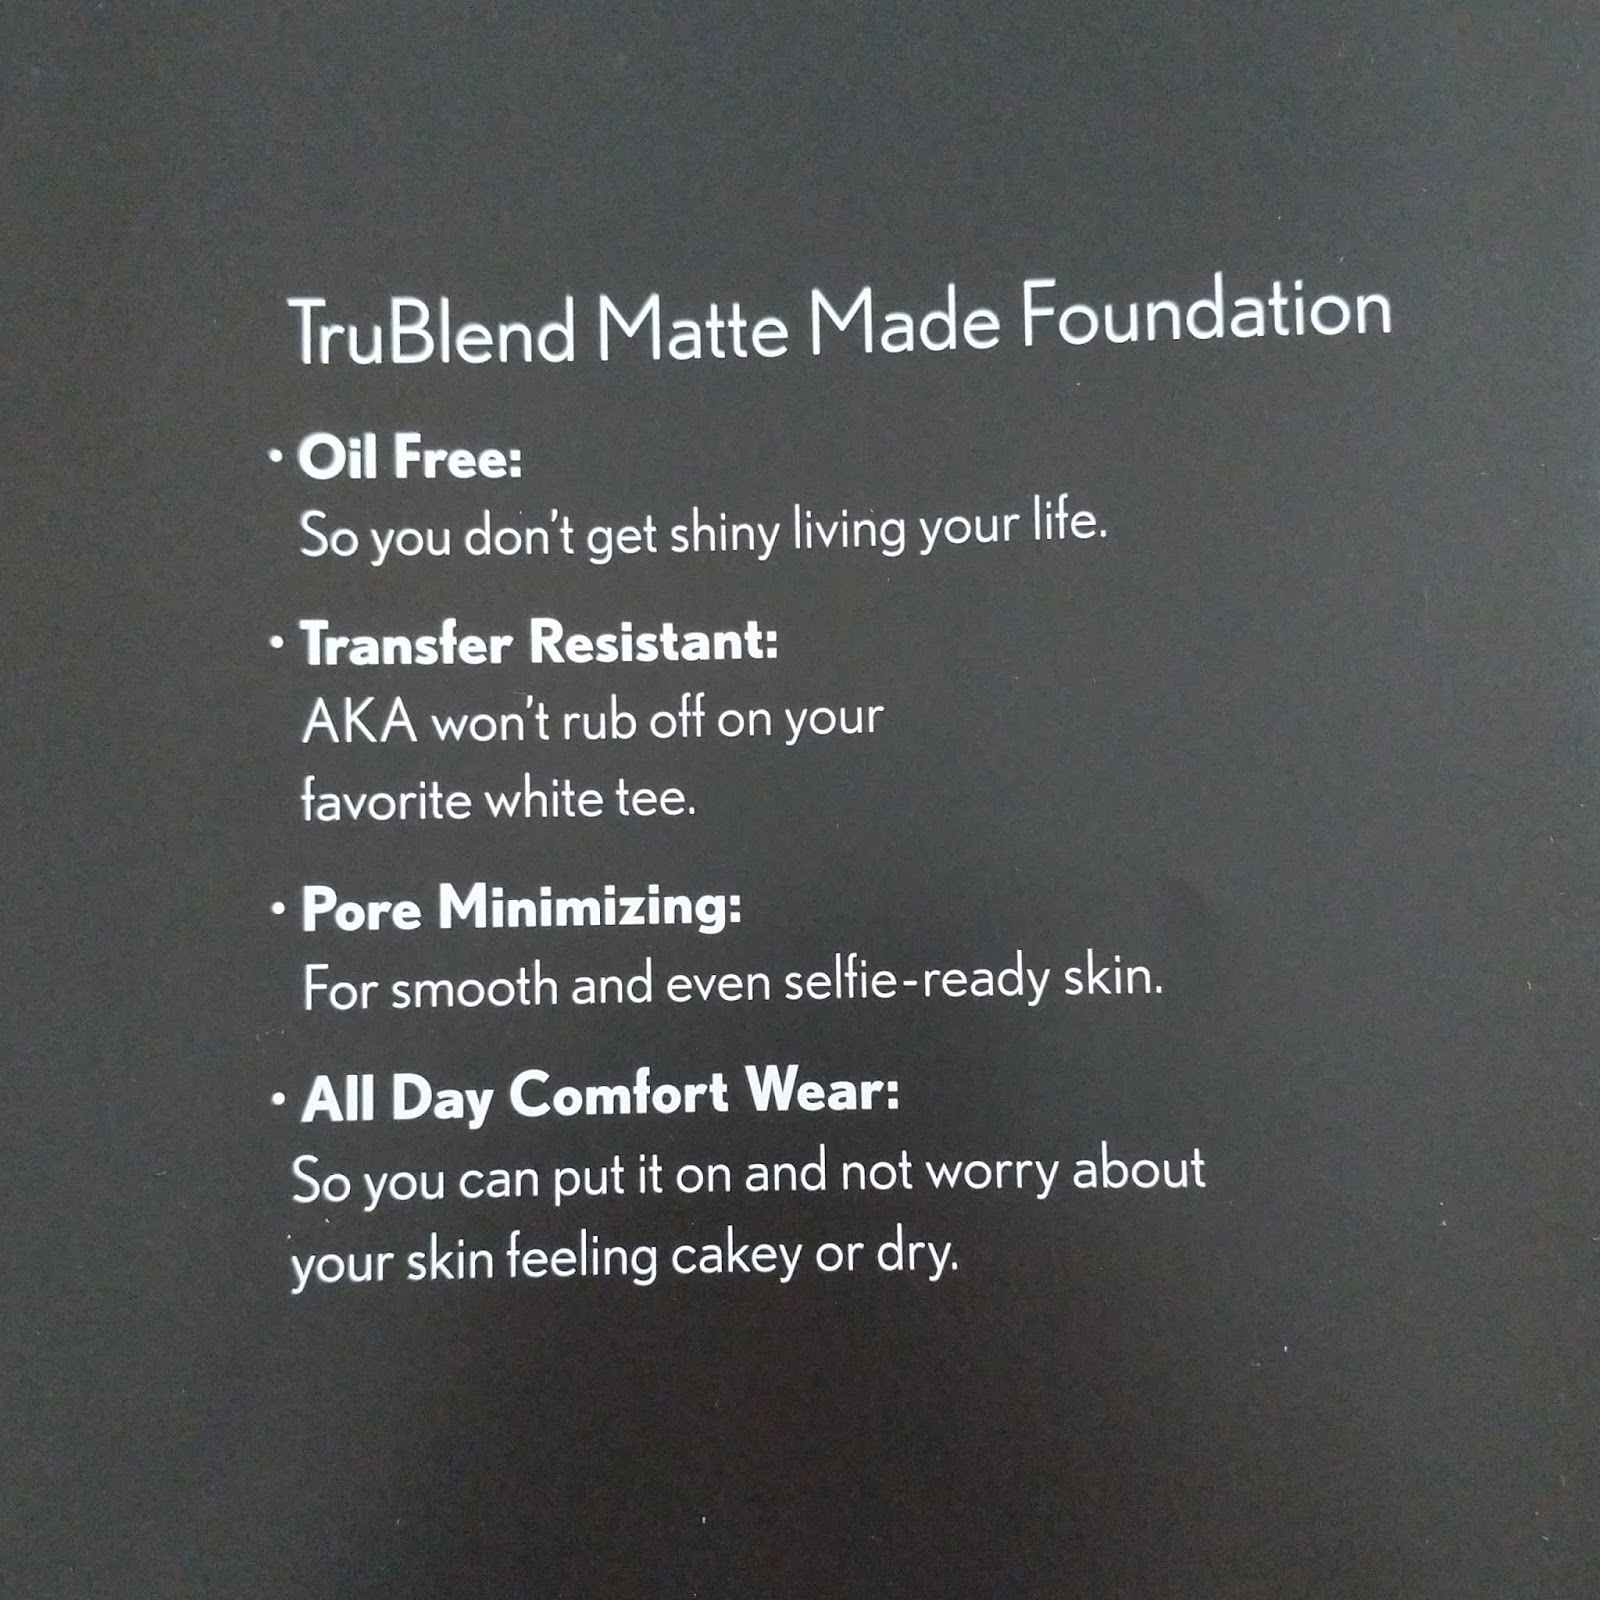 TruBlend Matte Made Foundation
• Oil Free:
So you don't get shiny living your life.
• Transfer Resistant:
AKA won't rub off on your
favorite white tee.
• Pore Minimizing:
For smooth and even selfie-ready skin.
• All Day Comfort Wear:
So you can put it on and not worry about
your skin feeling cakey or dry.